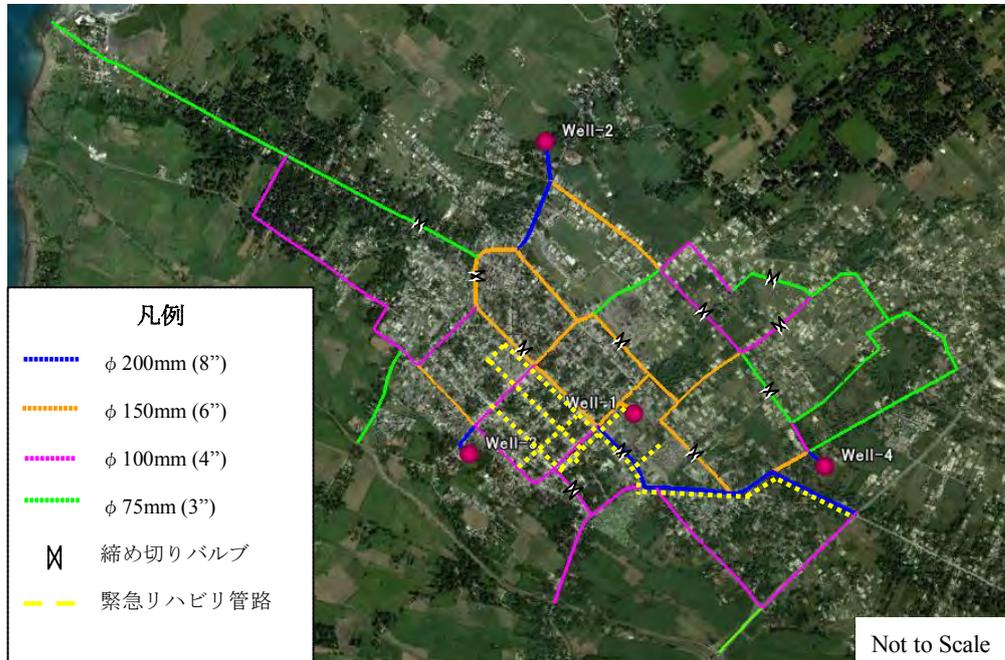 Well-2
Well-1
Well-3
Well-4
凡例
φ 200mm (8”)
φ 150mm (6”)
φ 100mm (4”)
φ 75mm (3”)
締め切りバルブ
緊急リハビリ管路
Not to Scale